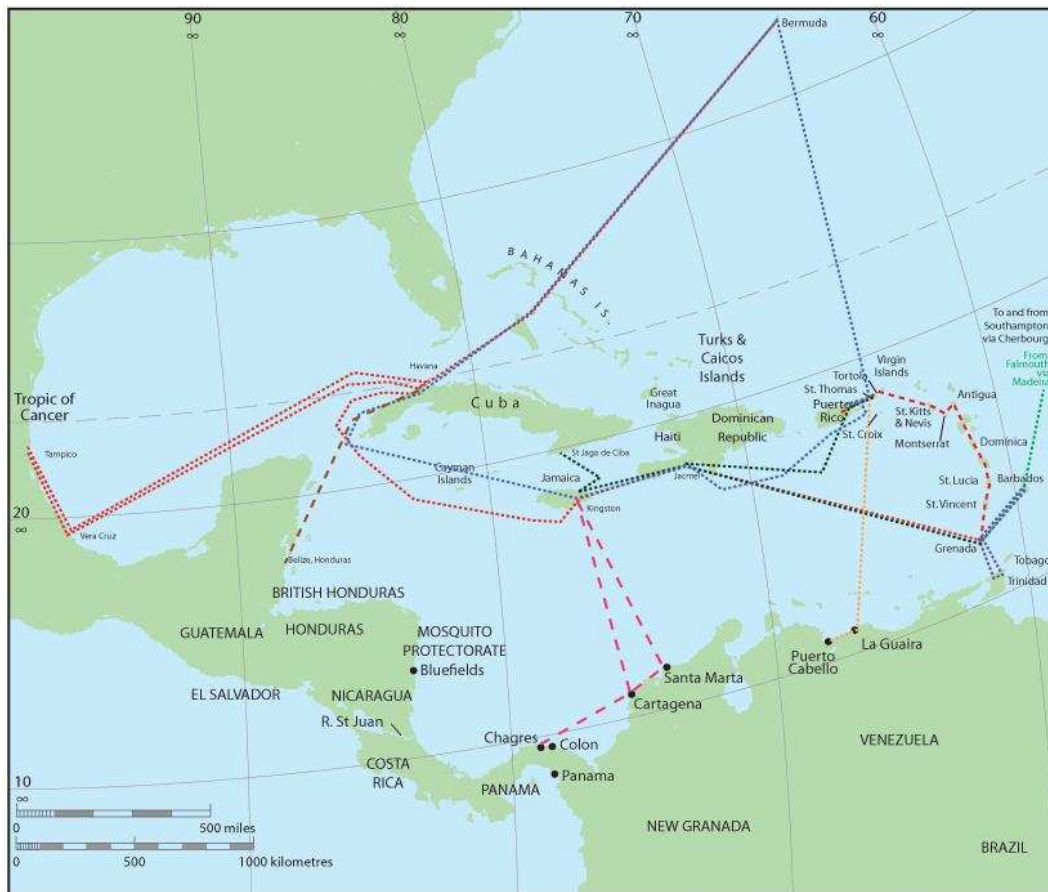 90
∞
80
∞
70
∞
60
∞
Bermuda
BAHAMAS IS.
To and from
Southampton
via Cherbourg
From
Falmouth
via
Madeira
Havana
Cuba
Turks &
Caicos
Islands
Great
Inagua
Virgin
Islands
Tortola
St. Thomas
Puerto
Rico
Antigua
Tropic of
Cancer
Haiti
Dominican
Republic
St. Croix
St. Kitts
& Nevis
Montserrat
Dominica
Tampico
St Jago de Ciba
Cayman
Islands
Jamaica
Jacmel
St. Lucia
Barbados
Kingston
St. Vincent
20
∞
Vera Cruz
Grenada
Belize, Honduras
Tobago
Trinidad
BRITISH HONDURAS
GUATEMALA
HONDURAS
MOSQUITO
PROTECTORATE
Bluefields
La Guaira
Puerto
Cabello
EL SALVADOR
NICARAGUA
Santa Marta
Cartagena
R. St Juan
Chagres
Colon
VENEZUELA
COSTA
RICA
Panama
PANAMA
10
∞
0
500 miles
NEW GRANADA
BRAZIL
0
500
1000 kilometres